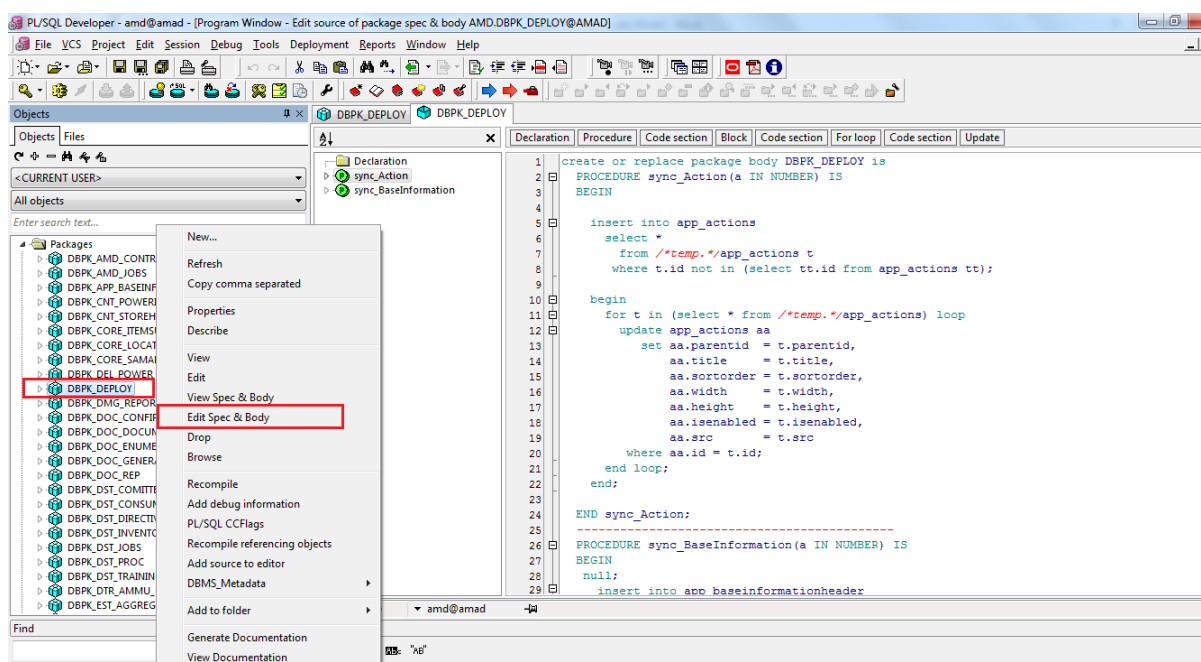 PL/SQL Developer - amd@amad - [Program Window - Edit source of package spec & body AMD.DBPK_DEPLOY@AMAD]
File VCS Project Edit Session Debug Tools Deployment Reports Window Help
Objects
DBPK_DEPLOY DBPK_DEPLOY
Objects Files
Declaration Procedure Code section Block Code section For loop Code section Update
<CURRENT USER>
All objects
Enter search text...
Packages
DBPK_AMD_CONTR
DBPK_AMD_JOBS
DBPK_APP_BASEINF
DBPK_CNT_POWERI
DBPK_CNT_STOREH
DBPK_CORE_ITEMS
DBPK_CORE_LOCAT
DBPK_CORE_SAMAI
DBPK_DEL_POWER
DBPK_DEPLOY
DBPK_DMG_REPOR
DBPK_DOC_CONFIF
DBPK_DOC_DOCUM
DBPK_DOC_ENUME
DBPK_DOC_GENERA
DBPK_DOC_REP
DBPK_DST_COMITTE
DBPK_DST_CONSUM
DBPK_DST_DIRECTIV
DBPK_DST_INVENTO
DBPK_DST_JOBS
DBPK_DST_PROC
DBPK_DST_TRAININ
DBPK_DTR_AMMU_
DBPK_EST_AGGREG
Find
New...
Refresh
Copy comma separated
Properties
Describe
View
Edit
View Spec & Body
Edit Spec & Body
Drop
Browse
Recompile
Add debug information
PL/SQL CCFlags
Recompile referencing objects
Add source to editor
DBMS_Metadata
Add to folder
Generate Documentation
View Documentation
Declaration
sync_Action
sync_BaseInformation
1 create or replace package body DBPK_DEPLOY is
2 PROCEDURE sync_Action(a IN NUMBER) IS
3 BEGIN
4
5 insert into app_actions
6 select *
7 from /*temp.*/app_actions t
8 where t.id not in (select tt.id from app_actions tt);
9
10 begin
11 for t in (select * from /*temp.*/app_actions) loop
12 update app_actions aa
13 set aa.parentid = t.parentid,
14 aa.title = t.title,
15 aa.sortorder = t.sortorder,
16 aa.width = t.width,
17 aa.height = t.height,
18 aa.isenabled = t.isenabled,
19 aa.src = t.src
20 where aa.id = t.id;
21 end loop;
22 end;
23
24 END sync_Action;
25 --------------------------------------------
26 PROCEDURE sync_BaseInformation(a IN NUMBER) IS
27 BEGIN
28 null;
29 insert into app_baseinformationheader
amd@amad
"AB"